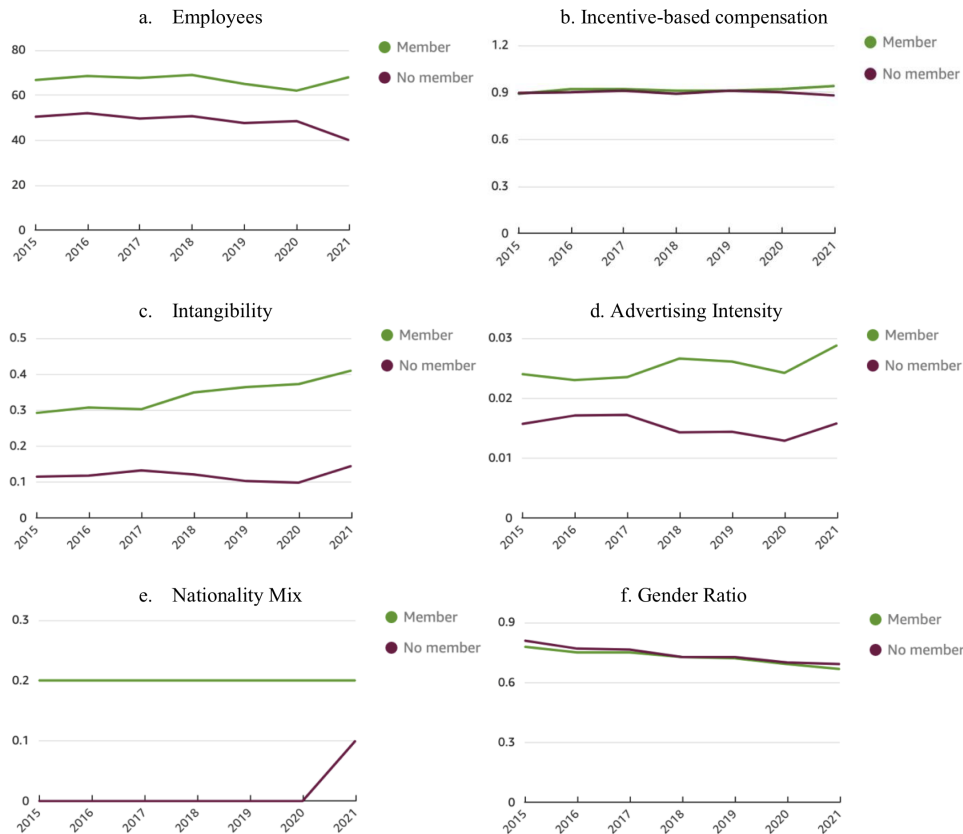 a. Employees
80
60
40
20
0
2015 2016 2017 2018 2019 2020 2021
Member
No member
b. Incentive-based compensation
1.2
0.9
0.6
0.3
0
2015 2016 2017 2018 2019 2020 2021
Member
No member
c. Intangibility
0.5
0.4
0.3
0.2
0.1
0
2015 2016 2017 2018 2019 2020 2021
Member
No member
d. Advertising Intensity
0.03
0.02
0.01
0
2015 2016 2017 2018 2019 2020 2021
Member
No member
e. Nationality Mix
0.3
0.2
0.1
0
2015 2016 2017 2018 2019 2020 2021
Member
No member
f. Gender Ratio
0.9
0.6
0.3
0
2015 2016 2017 2018 2019 2020 2021
Member
No member